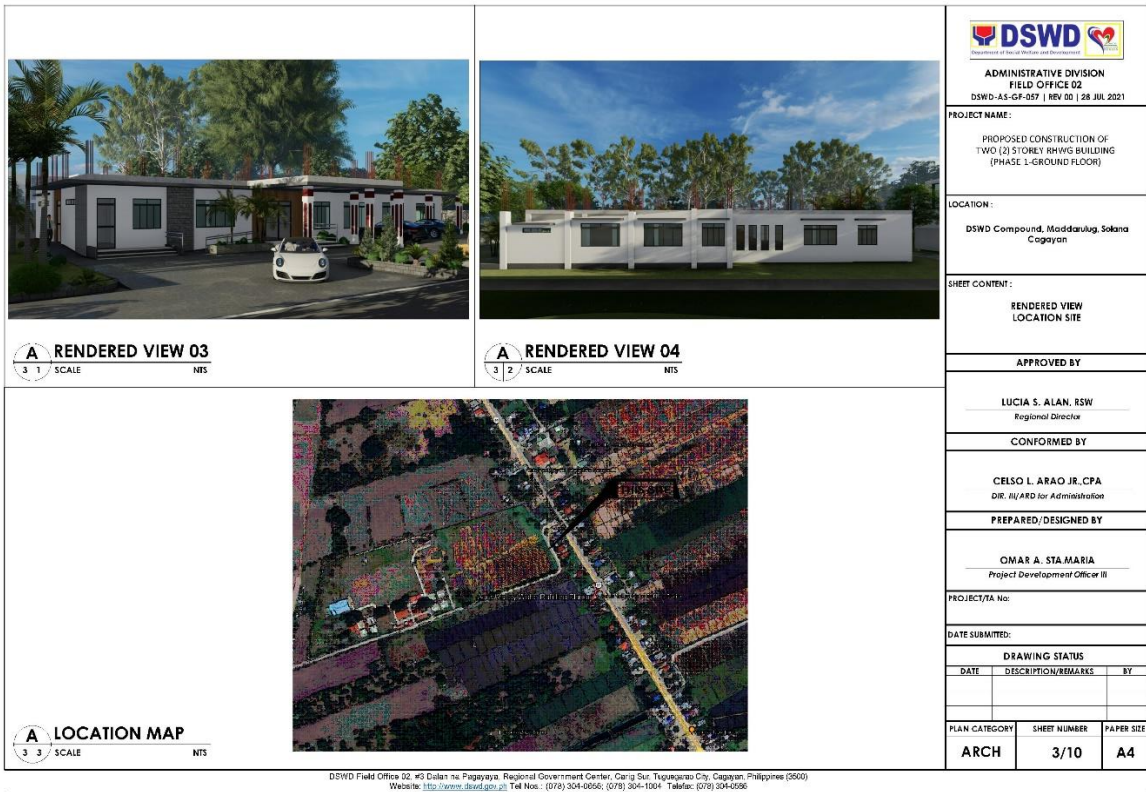 A
3 1
RENDERED VIEW 03
SCALE NTS
A
3 2
RENDERED VIEW 04
SCALE NTS
A
3 3
LOCATION MAP
SCALE NTS
DSWD
Department of Social Welfare and Development
ADMINISTRATIVE DIVISION
FIELD OFFICE 02
DSWD-AS-GF-057 | REV 00 | 28 JUL 2021
PROJECT NAME :
PROPOSED CONSTRUCTION OF
TWO (2) STOREY RHWG BUILDING
(PHASE 1-GROUND FLOOR)
LOCATION :
DSWD Compound, Maddarulug, Solana
Cagayan
SHEET CONTENT :
RENDERED VIEW
LOCATION SITE
APPROVED BY
LUCIA S. ALAN, RSW
Regional Director
CONFORMED BY
CELSO L. ARAO JR.,CPA
DIR. III/ARD for Administration
PREPARED/DESIGNED BY
OMAR A. STA.MARIA
Project Development Officer III
PROJECT/TA No:
DATE SUBMITTED:
DRAWING STATUS
DATE DESCRIPTION/REMARKS BY
PLAN CATEGORY SHEET NUMBER PAPER SIZE
ARCH 3/10 A4
DSWD Field Office 02, #3 Dalan na Pagayaya, Regional Government Center, Carig Sur, Tuguegarao City, Cagayan, Philippines (3500)
Website: http://www.dswd.gov.ph Tel Nos.: (078) 304-0656; (078) 304-1004 Telefax: (078) 304-0586